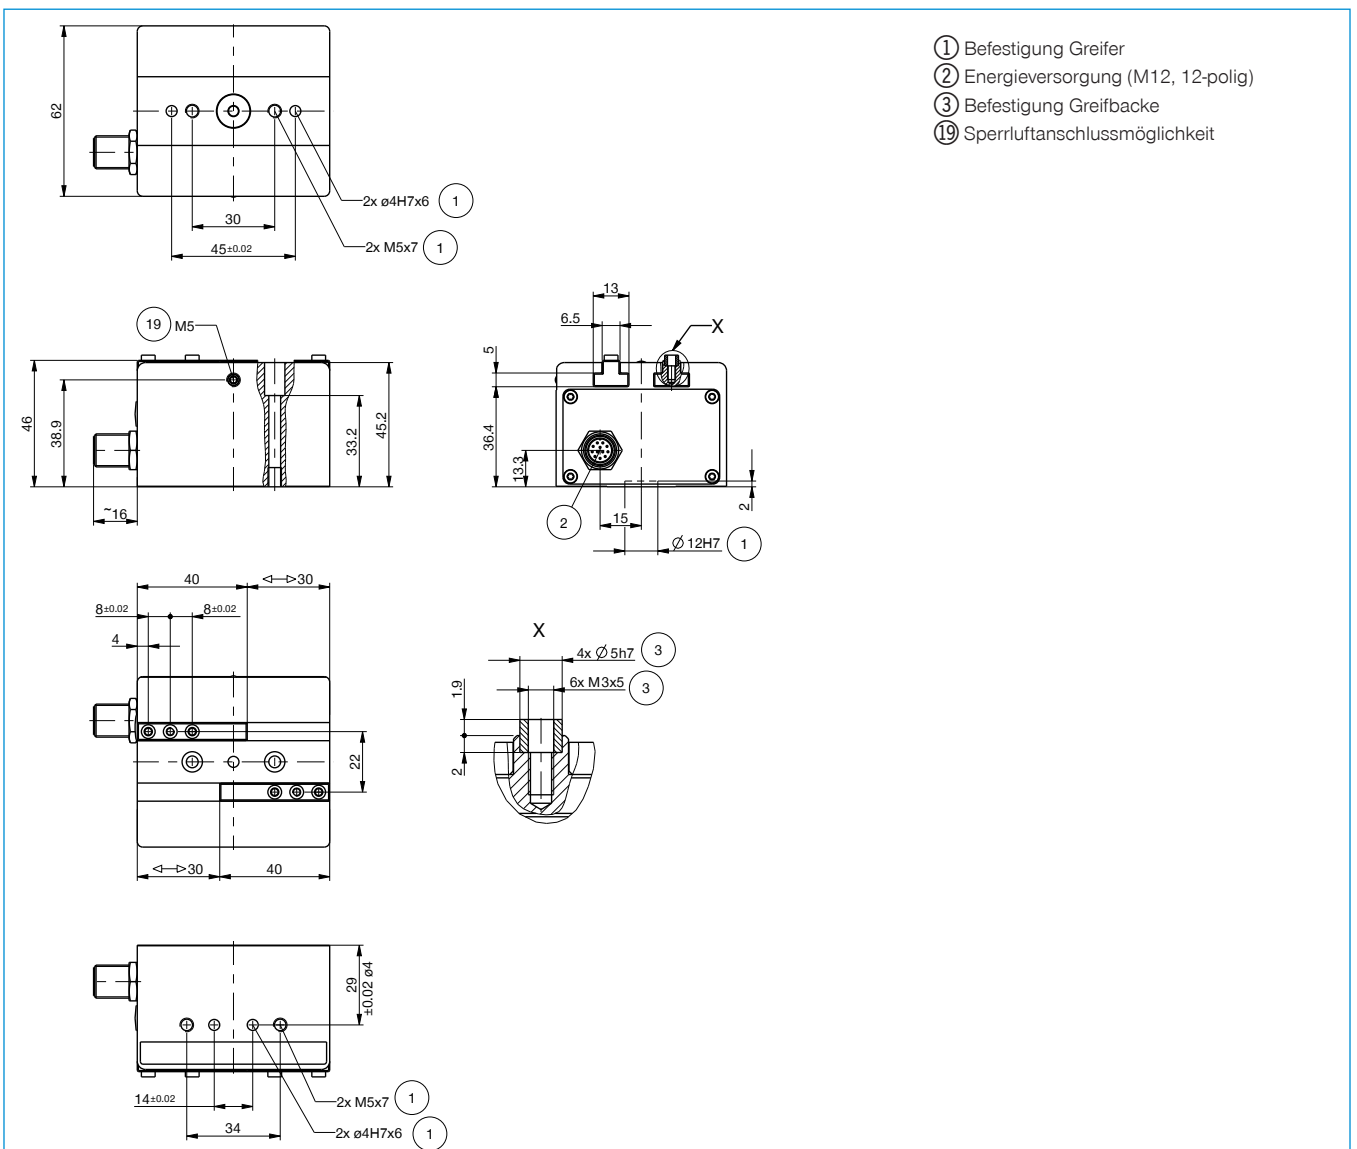 ① Befestigung Greifer
② Energieversorgung (M12, 12-polig)
③ Befestigung Greifbacke
⑲ Sperrluftanschlussmöglichkeit
62
2x ø4H7x6 1
30
2x M5x7 1
45±0.02
19 M5
46
38.9
33.2
45.2
~16
13
6.5
X
5
36.4
13.3
2
15
2
Ø 12H7 1
40
30
8±0.02
8±0.02
4
22
30
40
X
4x Ø 5h7 3
6x M3x5 3
1.9
2
29
±0.02 ø4
14±0.02
2x M5x7 1
34
2x ø4H7x6 1